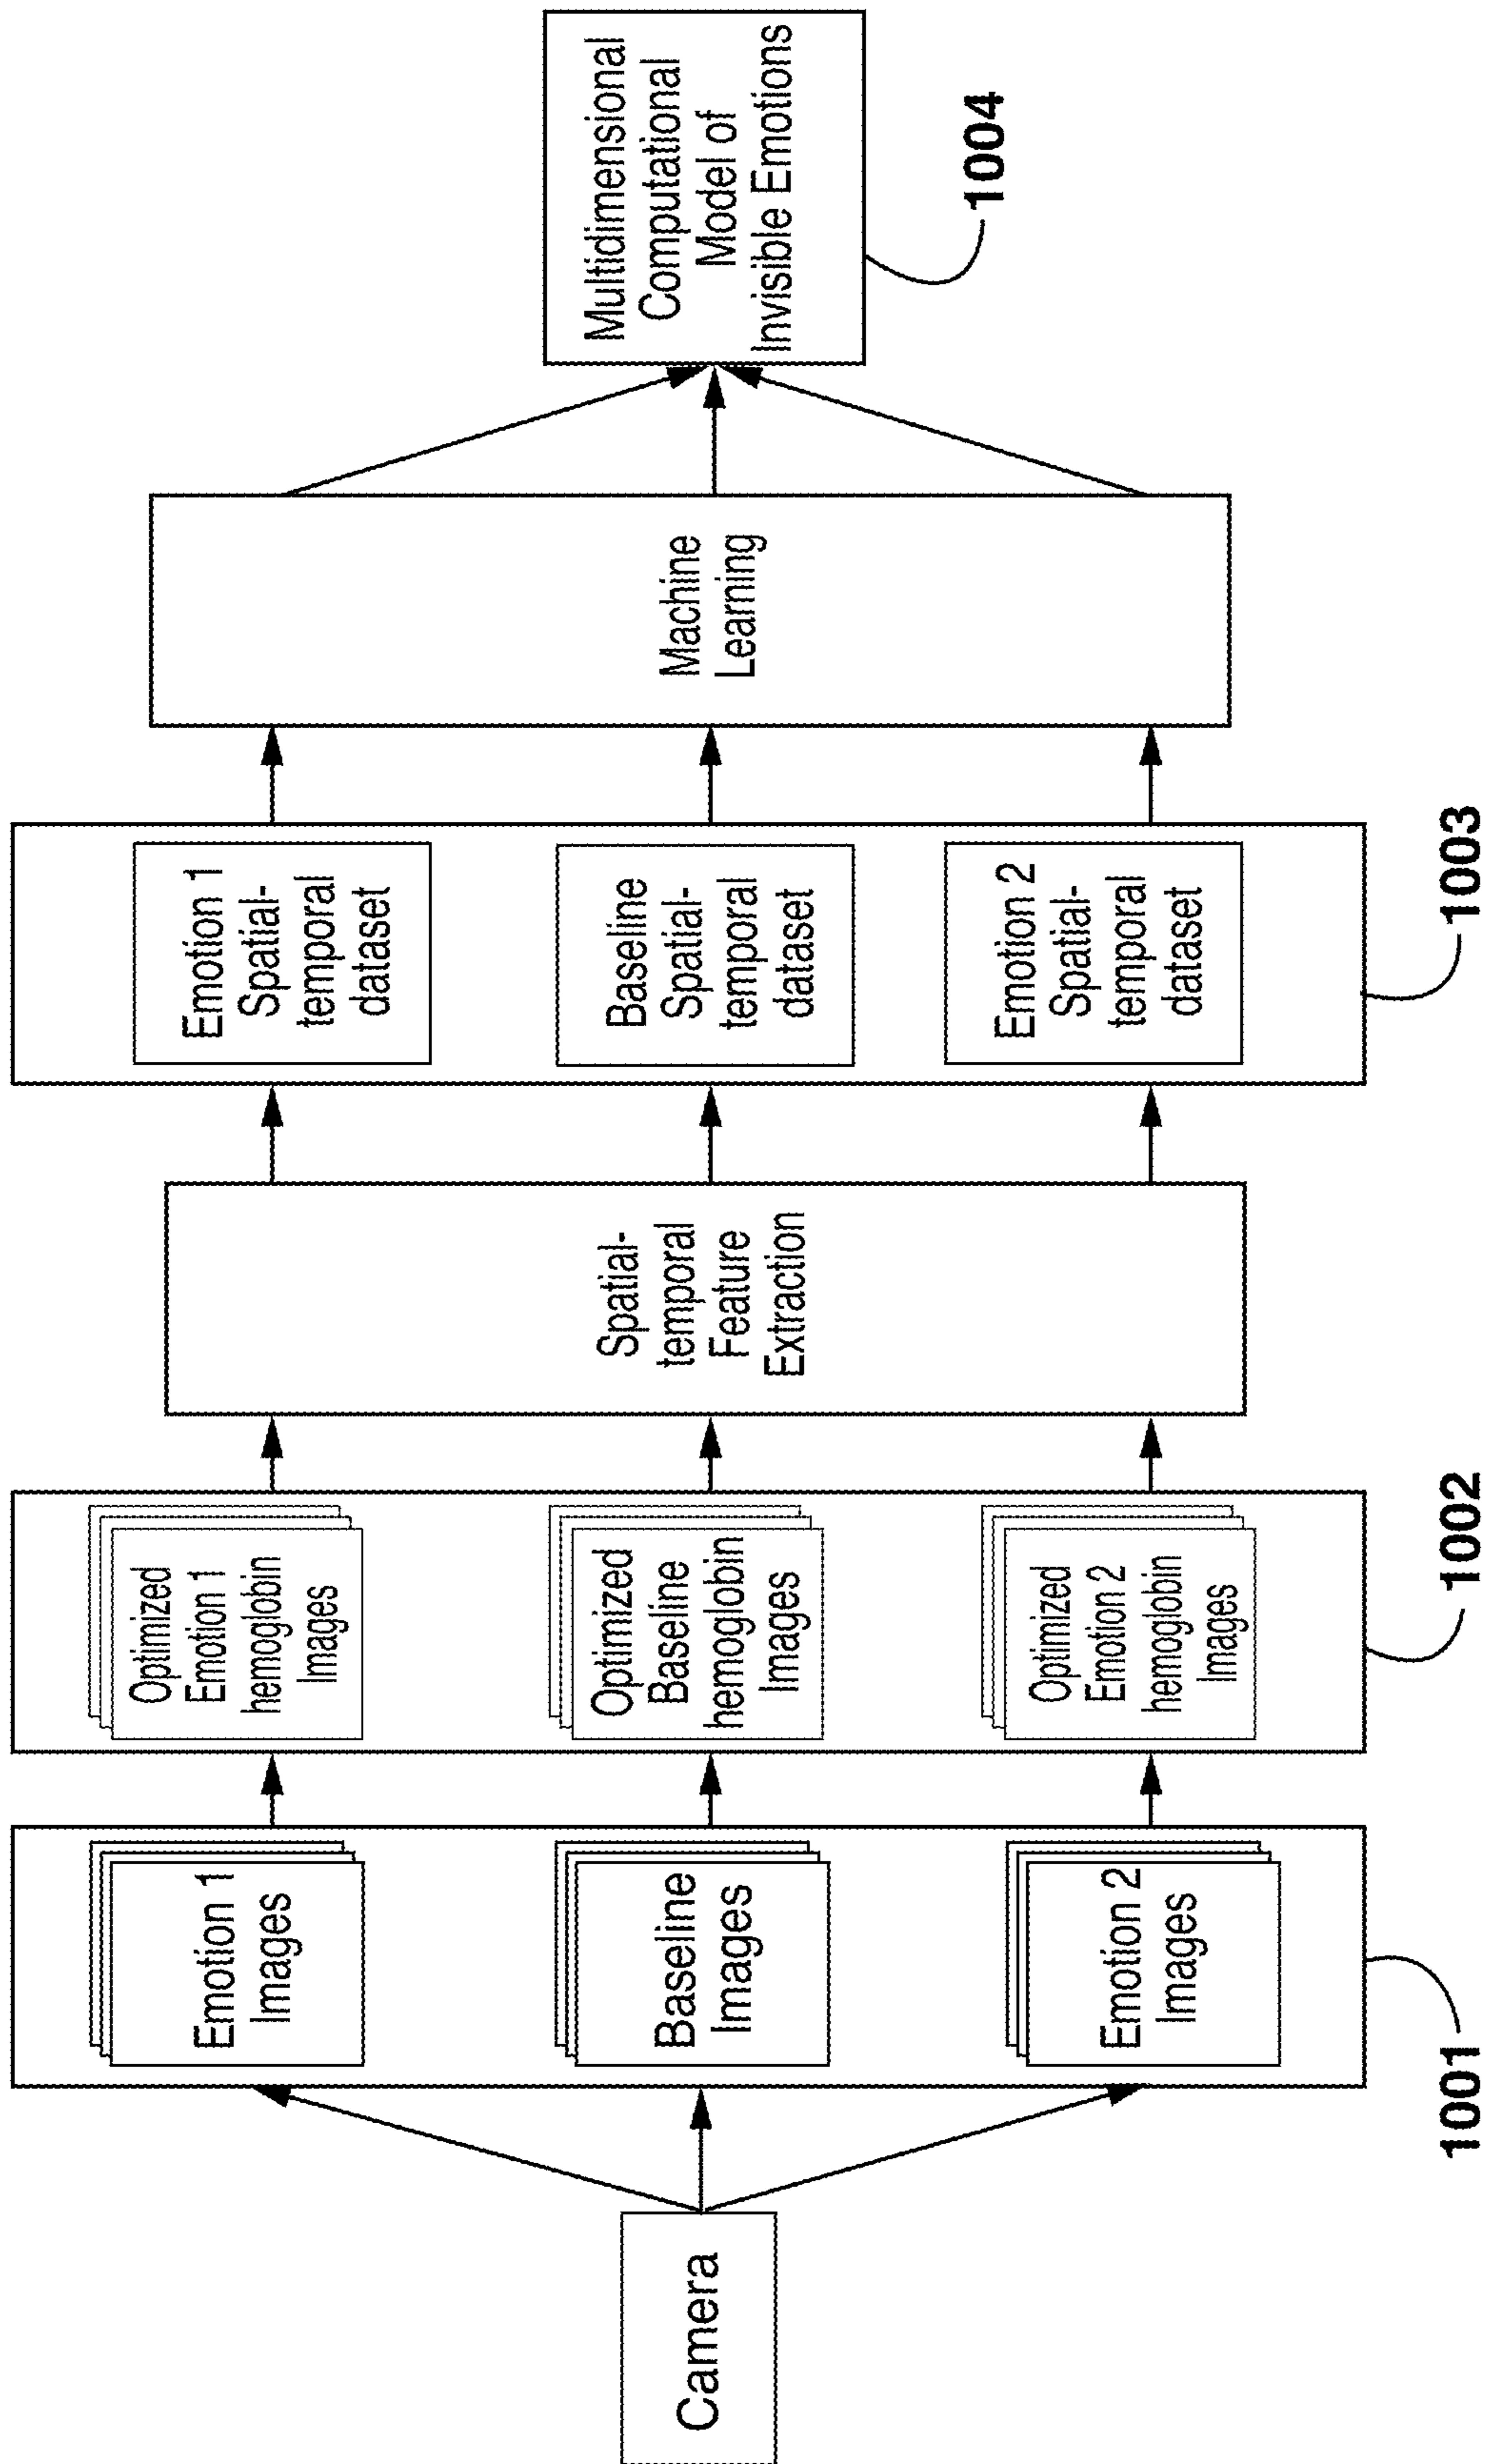 Camera
Emotion 1
Images
Baseline
Images
Emotion 2
Images
1001
Optimized
Emotion 1
hemoglobin
Images
Optimized
Baseline
hemoglobin
Images
Optimized
Emotion 2
hemoglobin
Images
1002
Spatial-
temporal
Feature
Extraction
Emotion 1
Spatial-
temporal
dataset
Baseline
Spatial-
temporal
dataset
Emotion 2
Spatial-
temporal
dataset
1003
Machine
Learning
Multidimensional
Computational
Model of
Invisible Emotions
1004